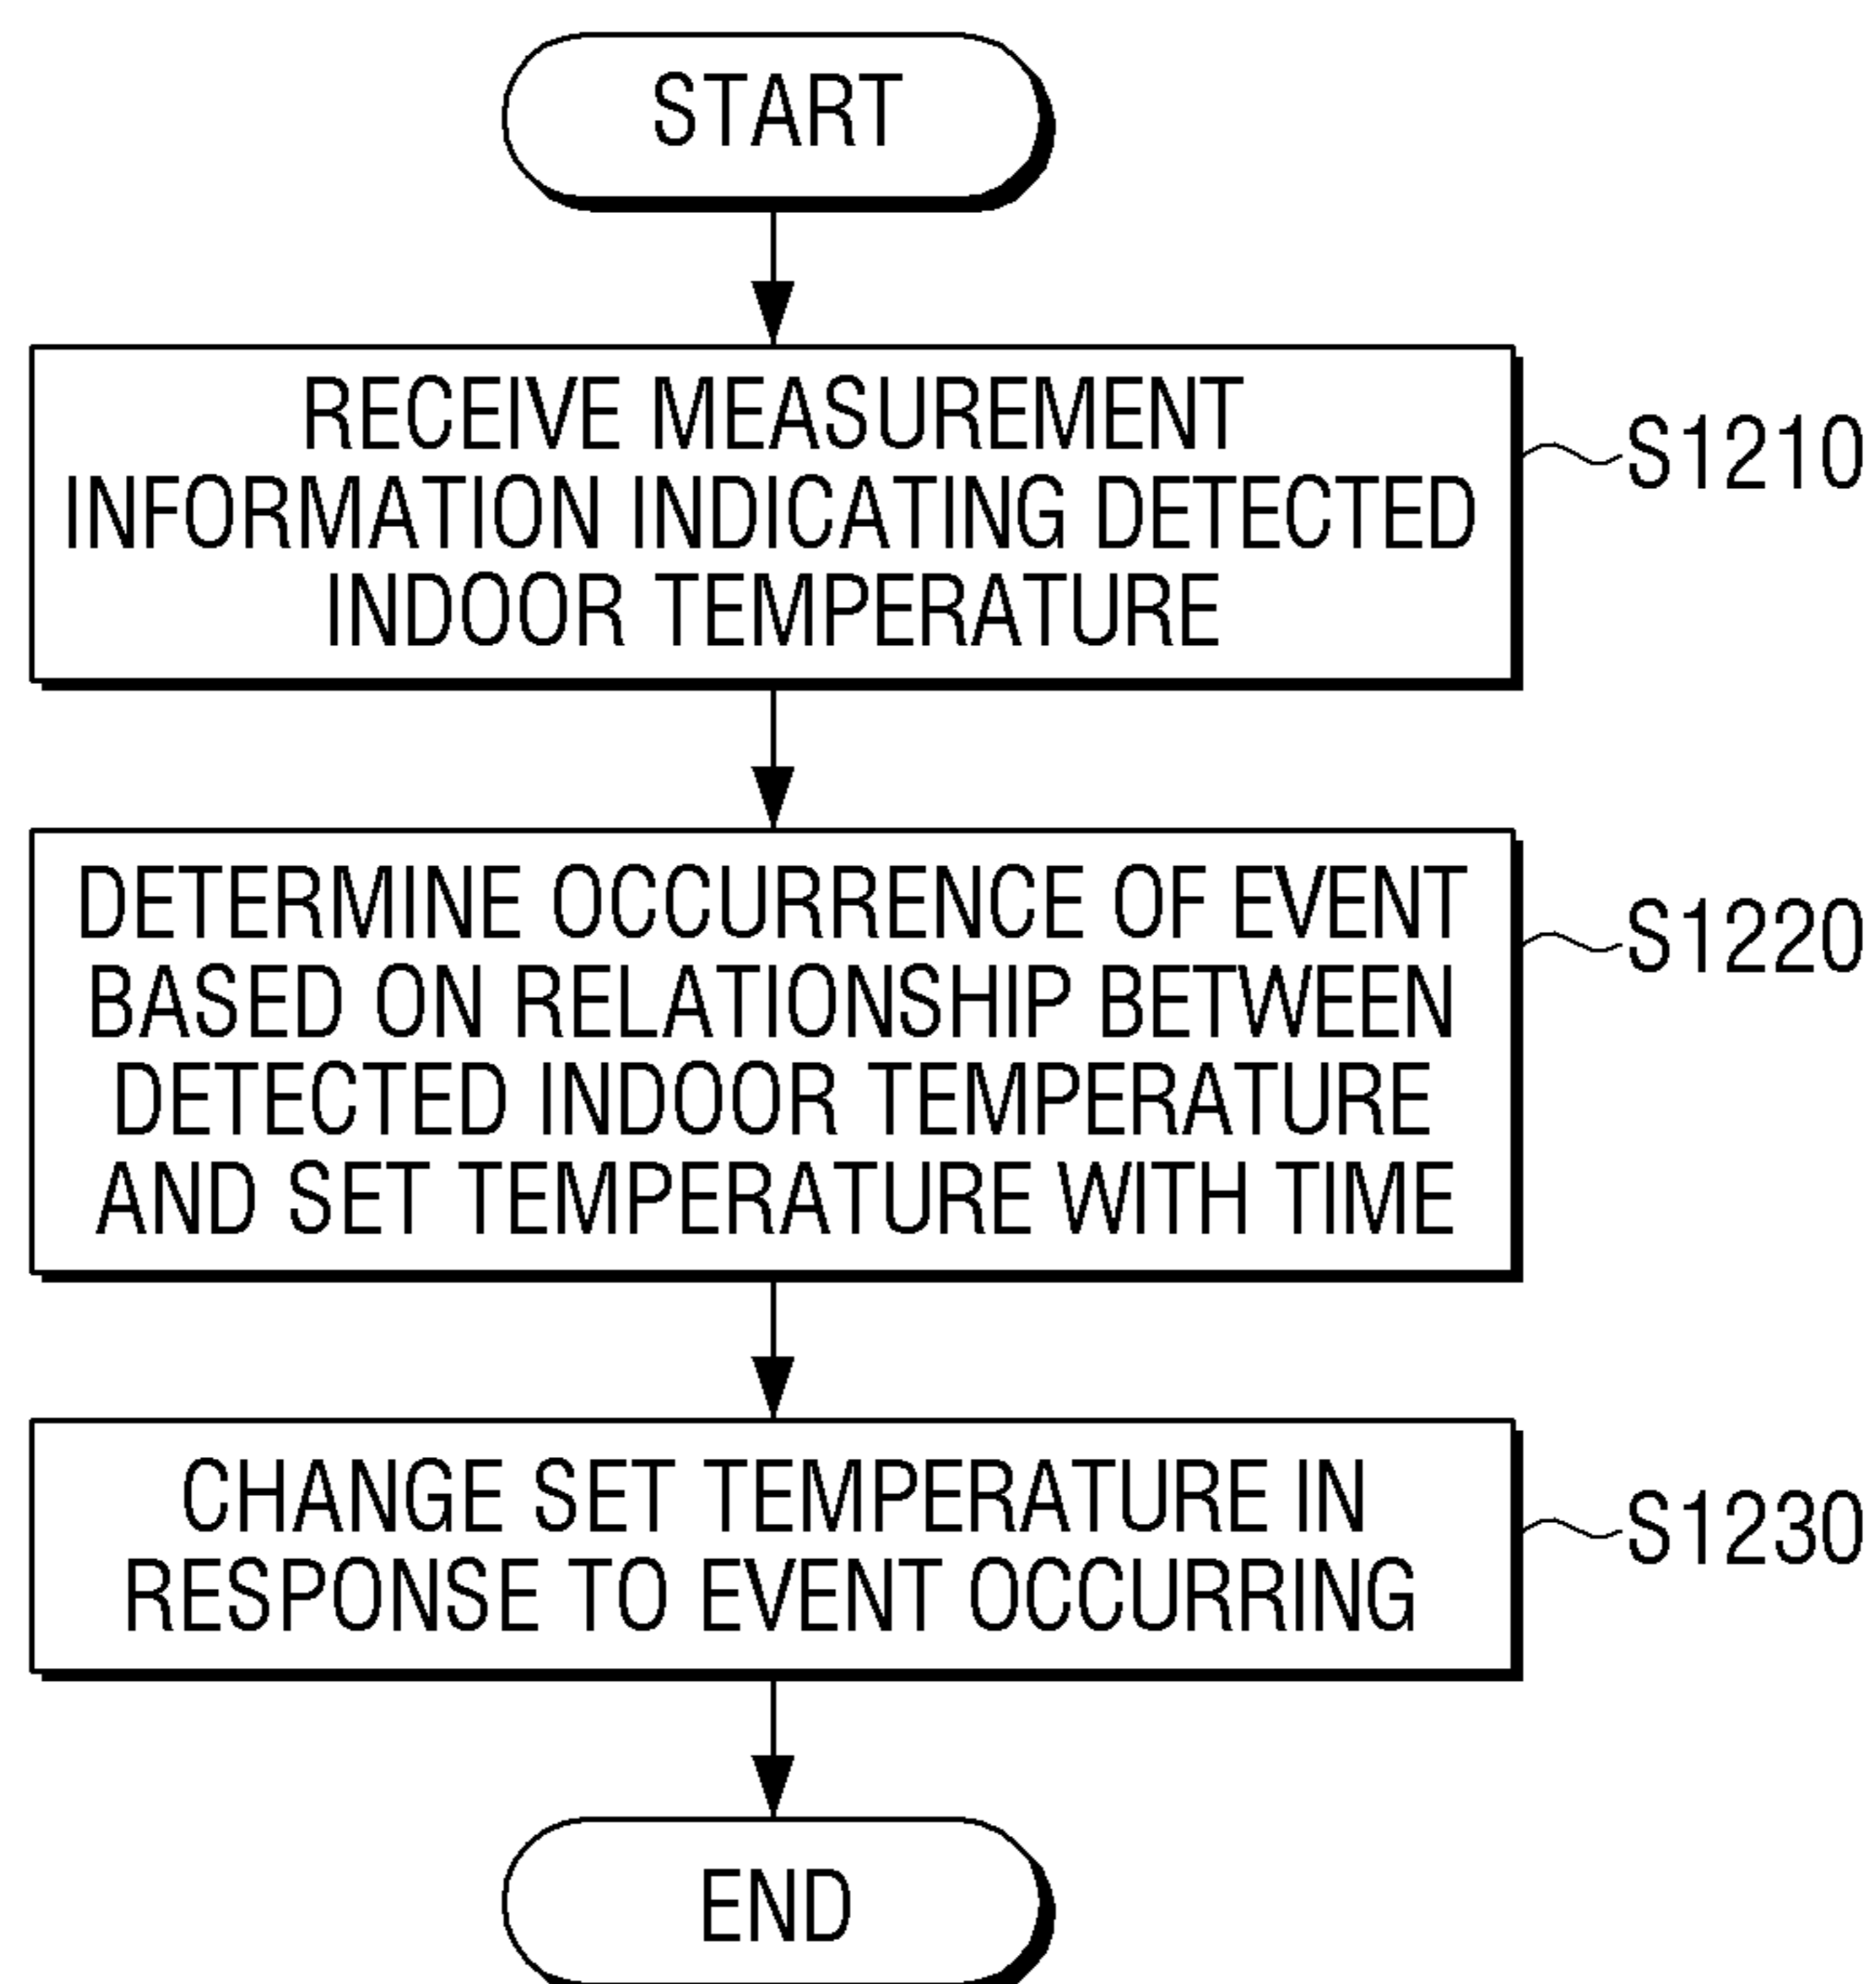 START
RECEIVE MEASUREMENT
INFORMATION INDICATING DETECTED
INDOOR TEMPERATURE
S1210
DETERMINE OCCURRENCE OF EVENT
BASED ON RELATIONSHIP BETWEEN
DETECTED INDOOR TEMPERATURE
AND SET TEMPERATURE WITH TIME
S1220
CHANGE SET TEMPERATURE IN
RESPONSE TO EVENT OCCURRING
S1230
END